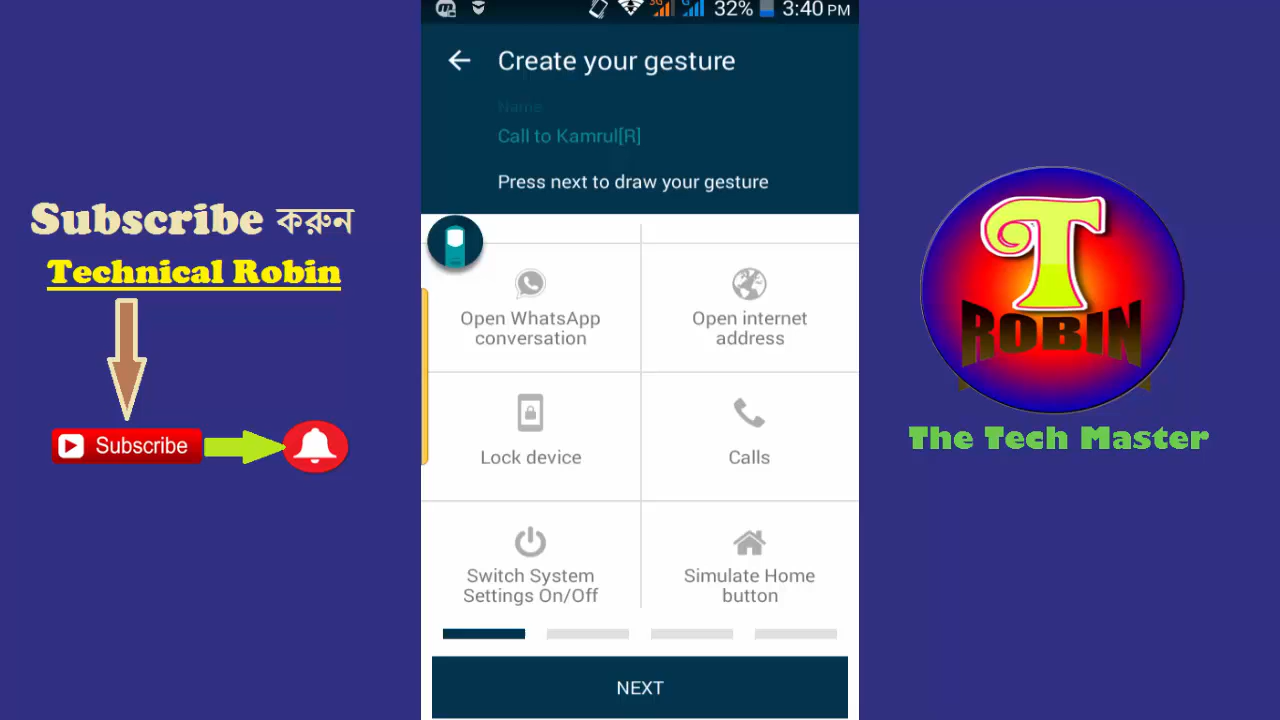 3G G 32% 3:40 PM
Create your gesture
Name
Call to Kamrul[R]
Press next to draw your gesture
Subscribe করুন
Technical Robin
Subscribe
Open WhatsApp
conversation
Open internet
address
Lock device
Calls
Switch System
Settings On/Off
Simulate Home
button
NEXT
T
ROBIN
The Tech Master